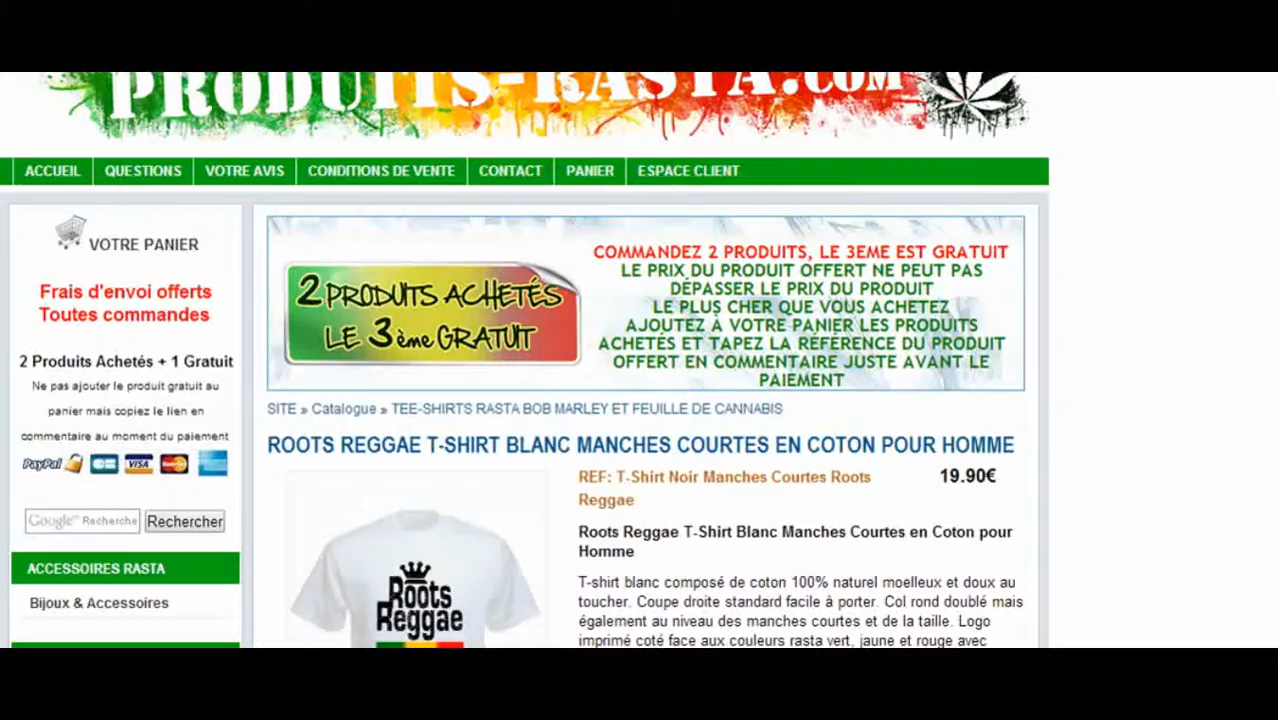 PRODUITS-RASTA.COM
ACCUEIL QUESTIONS VOTRE AVIS CONDITIONS DE VENTE CONTACT PANIER ESPACE CLIENT
VOTRE PANIER
Frais d'envoi offerts
Toutes commandes
2 Produits Achetés + 1 Gratuit
Ne pas ajouter le produit gratuit au
panier mais copiez le lien en
commentaire au moment du paiement
PayPal VISA
Google™ Recherche Rechercher
ACCESSOIRES RASTA
Bijoux & Accessoires
2 PRODUITS ACHETÉS
LE 3ème GRATUIT
COMMANDEZ 2 PRODUITS, LE 3EME EST GRATUIT
LE PRIX DU PRODUIT OFFERT NE PEUT PAS
DÉPASSER LE PRIX DU PRODUIT
LE PLUS CHER QUE VOUS ACHETEZ
AJOUTEZ À VOTRE PANIER LES PRODUITS
ACHETÉS ET TAPEZ LA RÉFÉRENCE DU PRODUIT
OFFERT EN COMMENTAIRE JUSTE AVANT LE
PAIEMENT
SITE » Catalogue » TEE-SHIRTS RASTA BOB MARLEY ET FEUILLE DE CANNABIS
ROOTS REGGAE T-SHIRT BLANC MANCHES COURTES EN COTON POUR HOMME
Roots
Reggae
REF: T-Shirt Noir Manches Courtes Roots
Reggae
19.90€
Roots Reggae T-Shirt Blanc Manches Courtes en Coton pour
Homme
T-shirt blanc composé de coton 100% naturel moelleux et doux au
toucher. Coupe droite standard facile à porter. Col rond doublé mais
également au niveau des manches courtes et de la taille. Logo
imprimé coté face aux couleurs rasta vert, jaune et rouge avec